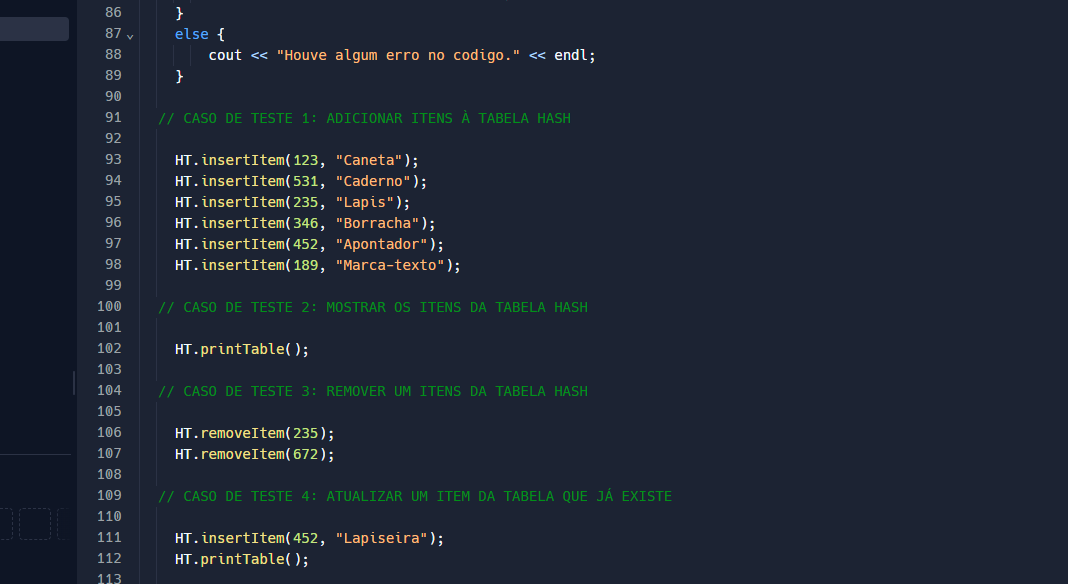 86 }
87 else {
88 cout << "Houve algum erro no codigo." << endl;
89 }
90
91 // CASO DE TESTE 1: ADICIONAR ITENS À TABELA HASH
92
93 HT.insertItem(123, "Caneta");
94 HT.insertItem(531, "Caderno");
95 HT.insertItem(235, "Lapis");
96 HT.insertItem(346, "Borracha");
97 HT.insertItem(452, "Apontador");
98 HT.insertItem(189, "Marca-texto");
99
100 // CASO DE TESTE 2: MOSTRAR OS ITENS DA TABELA HASH
101
102 HT.printTable();
103
104 // CASO DE TESTE 3: REMOVER UM ITENS DA TABELA HASH
105
106 HT.removeItem(235);
107 HT.removeItem(672);
108
109 // CASO DE TESTE 4: ATUALIZAR UM ITEM DA TABELA QUE JÁ EXISTE
110
111 HT.insertItem(452, "Lapiseira");
112 HT.printTable();
113